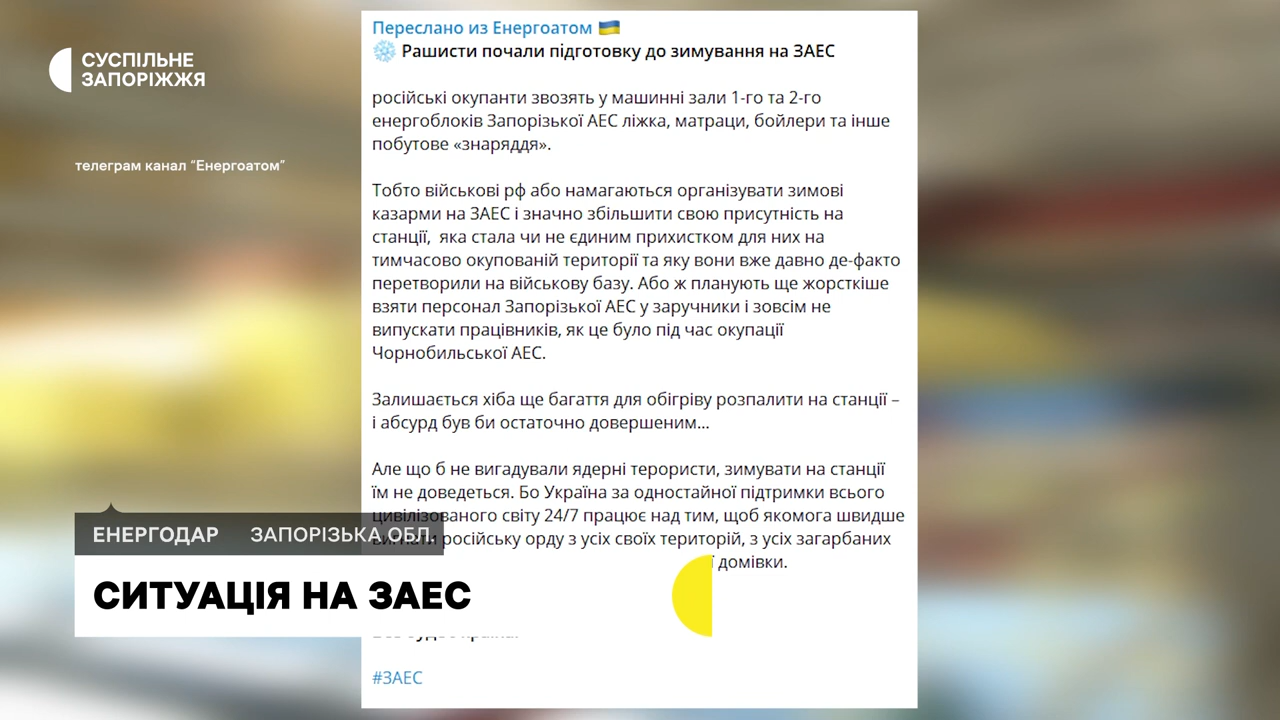 СУСПІЛЬНЕ
ЗАПОРІЖЖЯ
телеграм канал “Енергоатом”
Переслано из Енергоатом 🇺🇦
❄️ Рашисти почали підготовку до зимування на ЗАЕС
російські окупанти звозять у машинні зали 1-го та 2-го
енергоблоків Запорізької АЕС ліжка, матраци, бойлери та інше
побутове «знаряддя».
Тобто військові рф або намагаються організувати зимові
казарми на ЗАЕС і значно збільшити свою присутність на
станції, яка стала чи не єдиним прихистком для них на
тимчасово окупованій території та яку вони вже давно де-факто
перетворили на військову базу. Або ж планують ще жорсткіше
взяти персонал Запорізької АЕС у заручники і зовсім не
випускати працівників, як це було під час окупації
Чорнобильської АЕС.
Залишається хіба ще багаття для обігріву розпалити на станції –
і абсурд був би остаточно довершеним...
Але що б не вигадували ядерні терористи, зимувати на станції
їм не доведеться. Бо Україна за одностайної підтримки всього
цивілізованого світу 24/7 працює над тим, щоб якомога швидше
вигнати російську орду з усіх своїх територій, з усіх загарбаних
домівки.
#ЗАЕС
ЕНЕРГОДАР ЗАПОРІЗЬКА ОБЛ.
СИТУАЦІЯ НА ЗАЕС